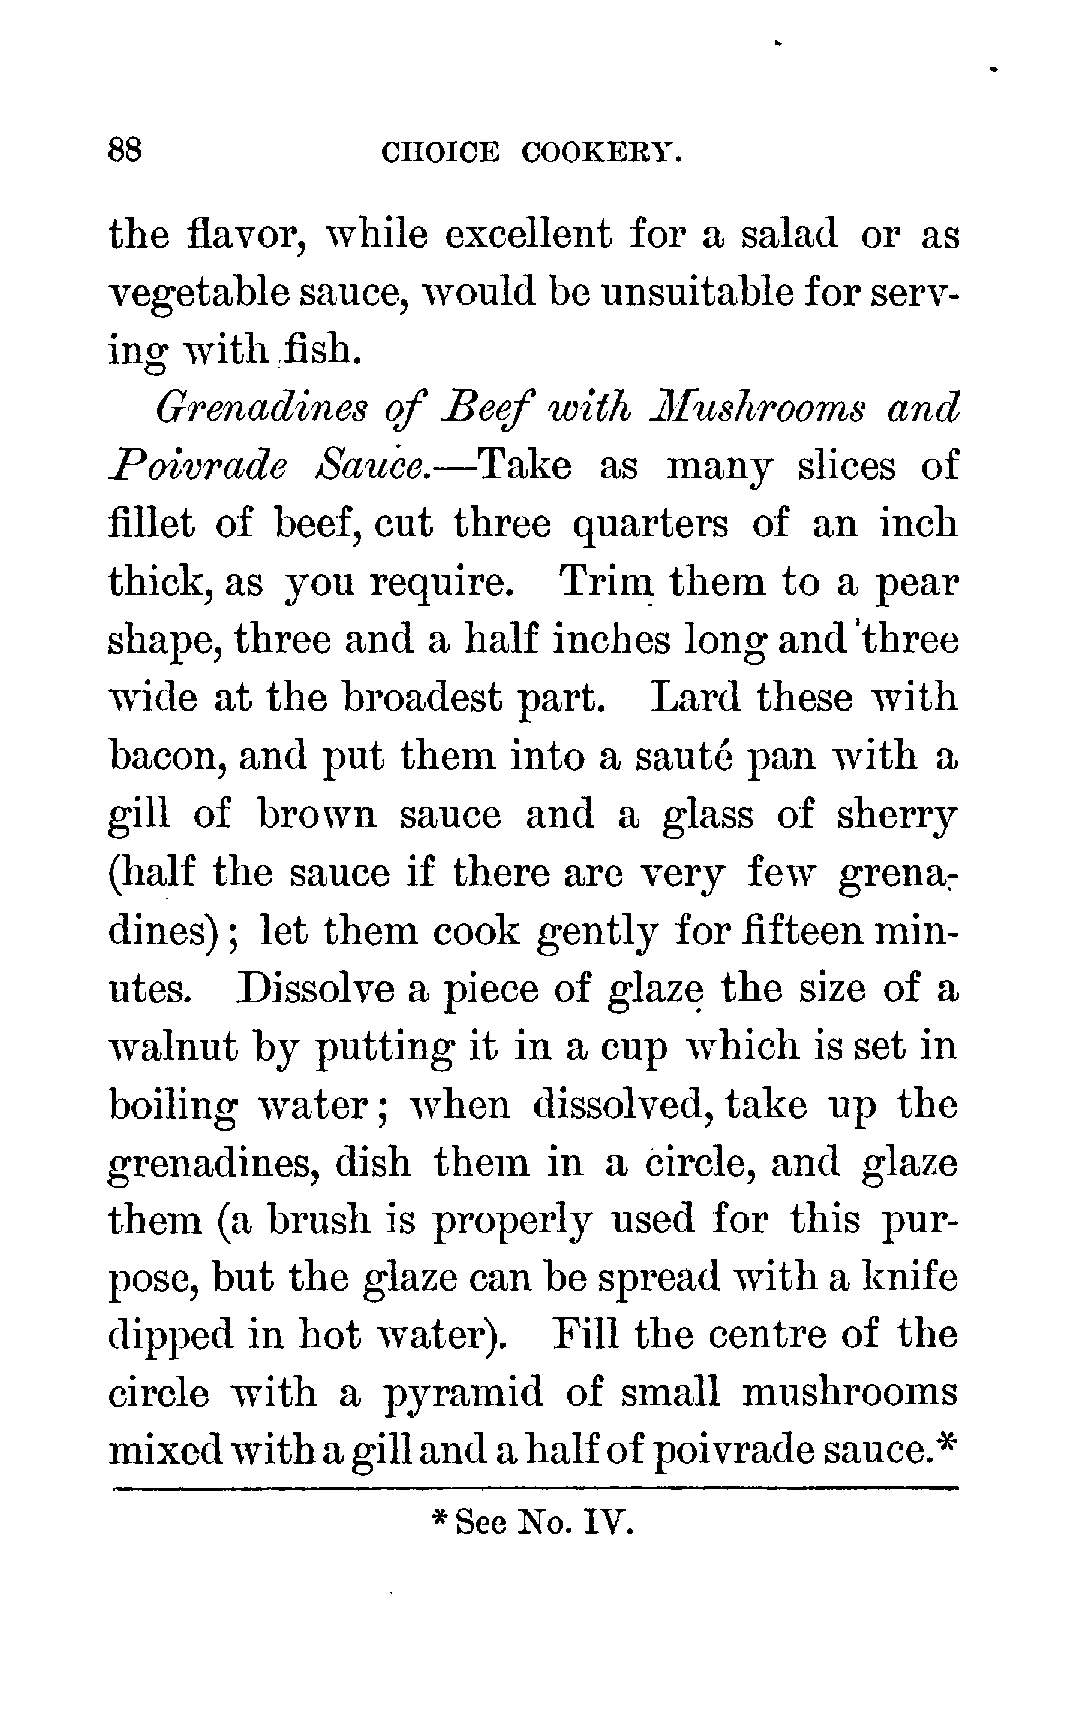 88 CHOICE COOKERY.
the flavor, while excellent for a salad or as
vegetable sauce, would be unsuitable for serv-
ing with fish.
Grenadines of Beef with Mushrooms and
Poivrade Sauce.—Take as many slices of
fillet of beef, cut three quarters of an inch
thick, as you require. Trim them to a pear
shape, three and a half inches long and three
wide at the broadest part. Lard these with
bacon, and put them into a sauté pan with a
gill of brown sauce and a glass of sherry
(half the sauce if there are very few grena-
dines); let them cook gently for fifteen min-
utes. Dissolve a piece of glaze the size of a
walnut by putting it in a cup which is set in
boiling water; when dissolved, take up the
grenadines, dish them in a circle, and glaze
them (a brush is properly used for this pur-
pose, but the glaze can be spread with a knife
dipped in hot water). Fill the centre of the
circle with a pyramid of small mushrooms
mixed with a gill and a half of poivrade sauce.*
* See No. IV.